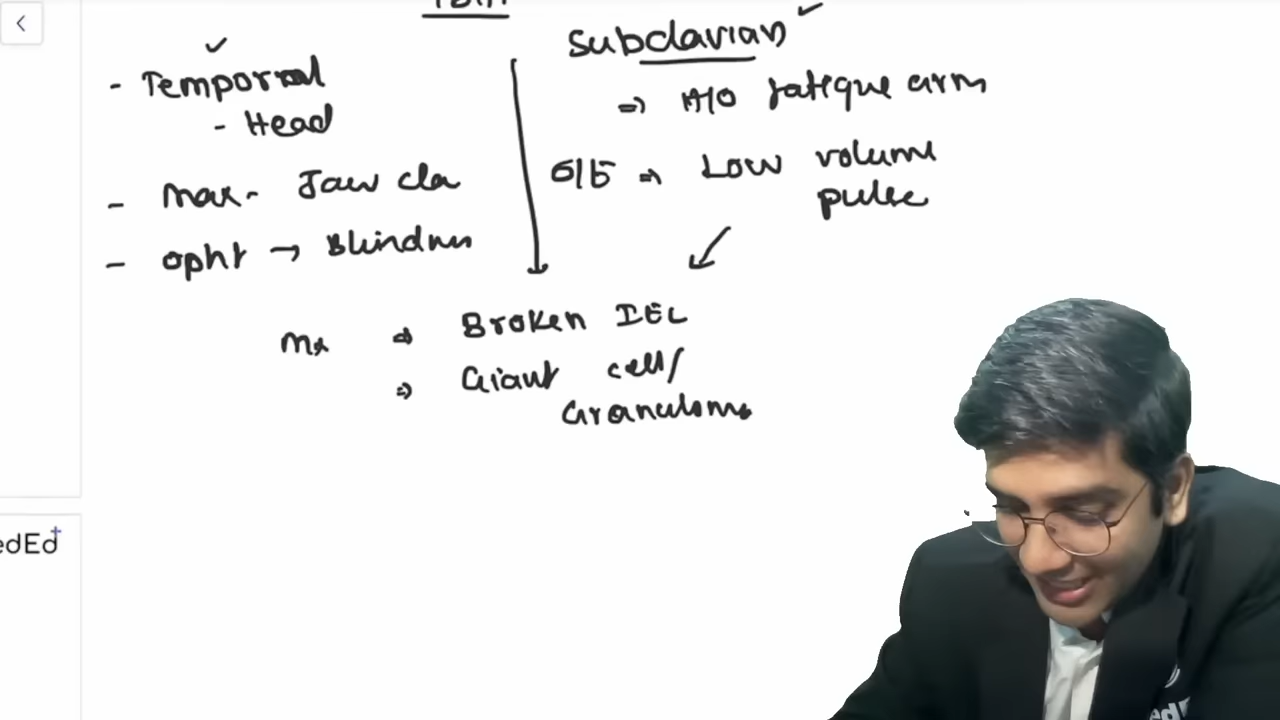 Subclavian
- Temporal
- Head
⇒ H/O fatigue arm
- Max- Jaw cla
O/E ⇒ Low volume
pulse
- opht → Blindnes
Mx ⇒ Broken IEL
⇒ Giant cell/
Granuloma
edEd